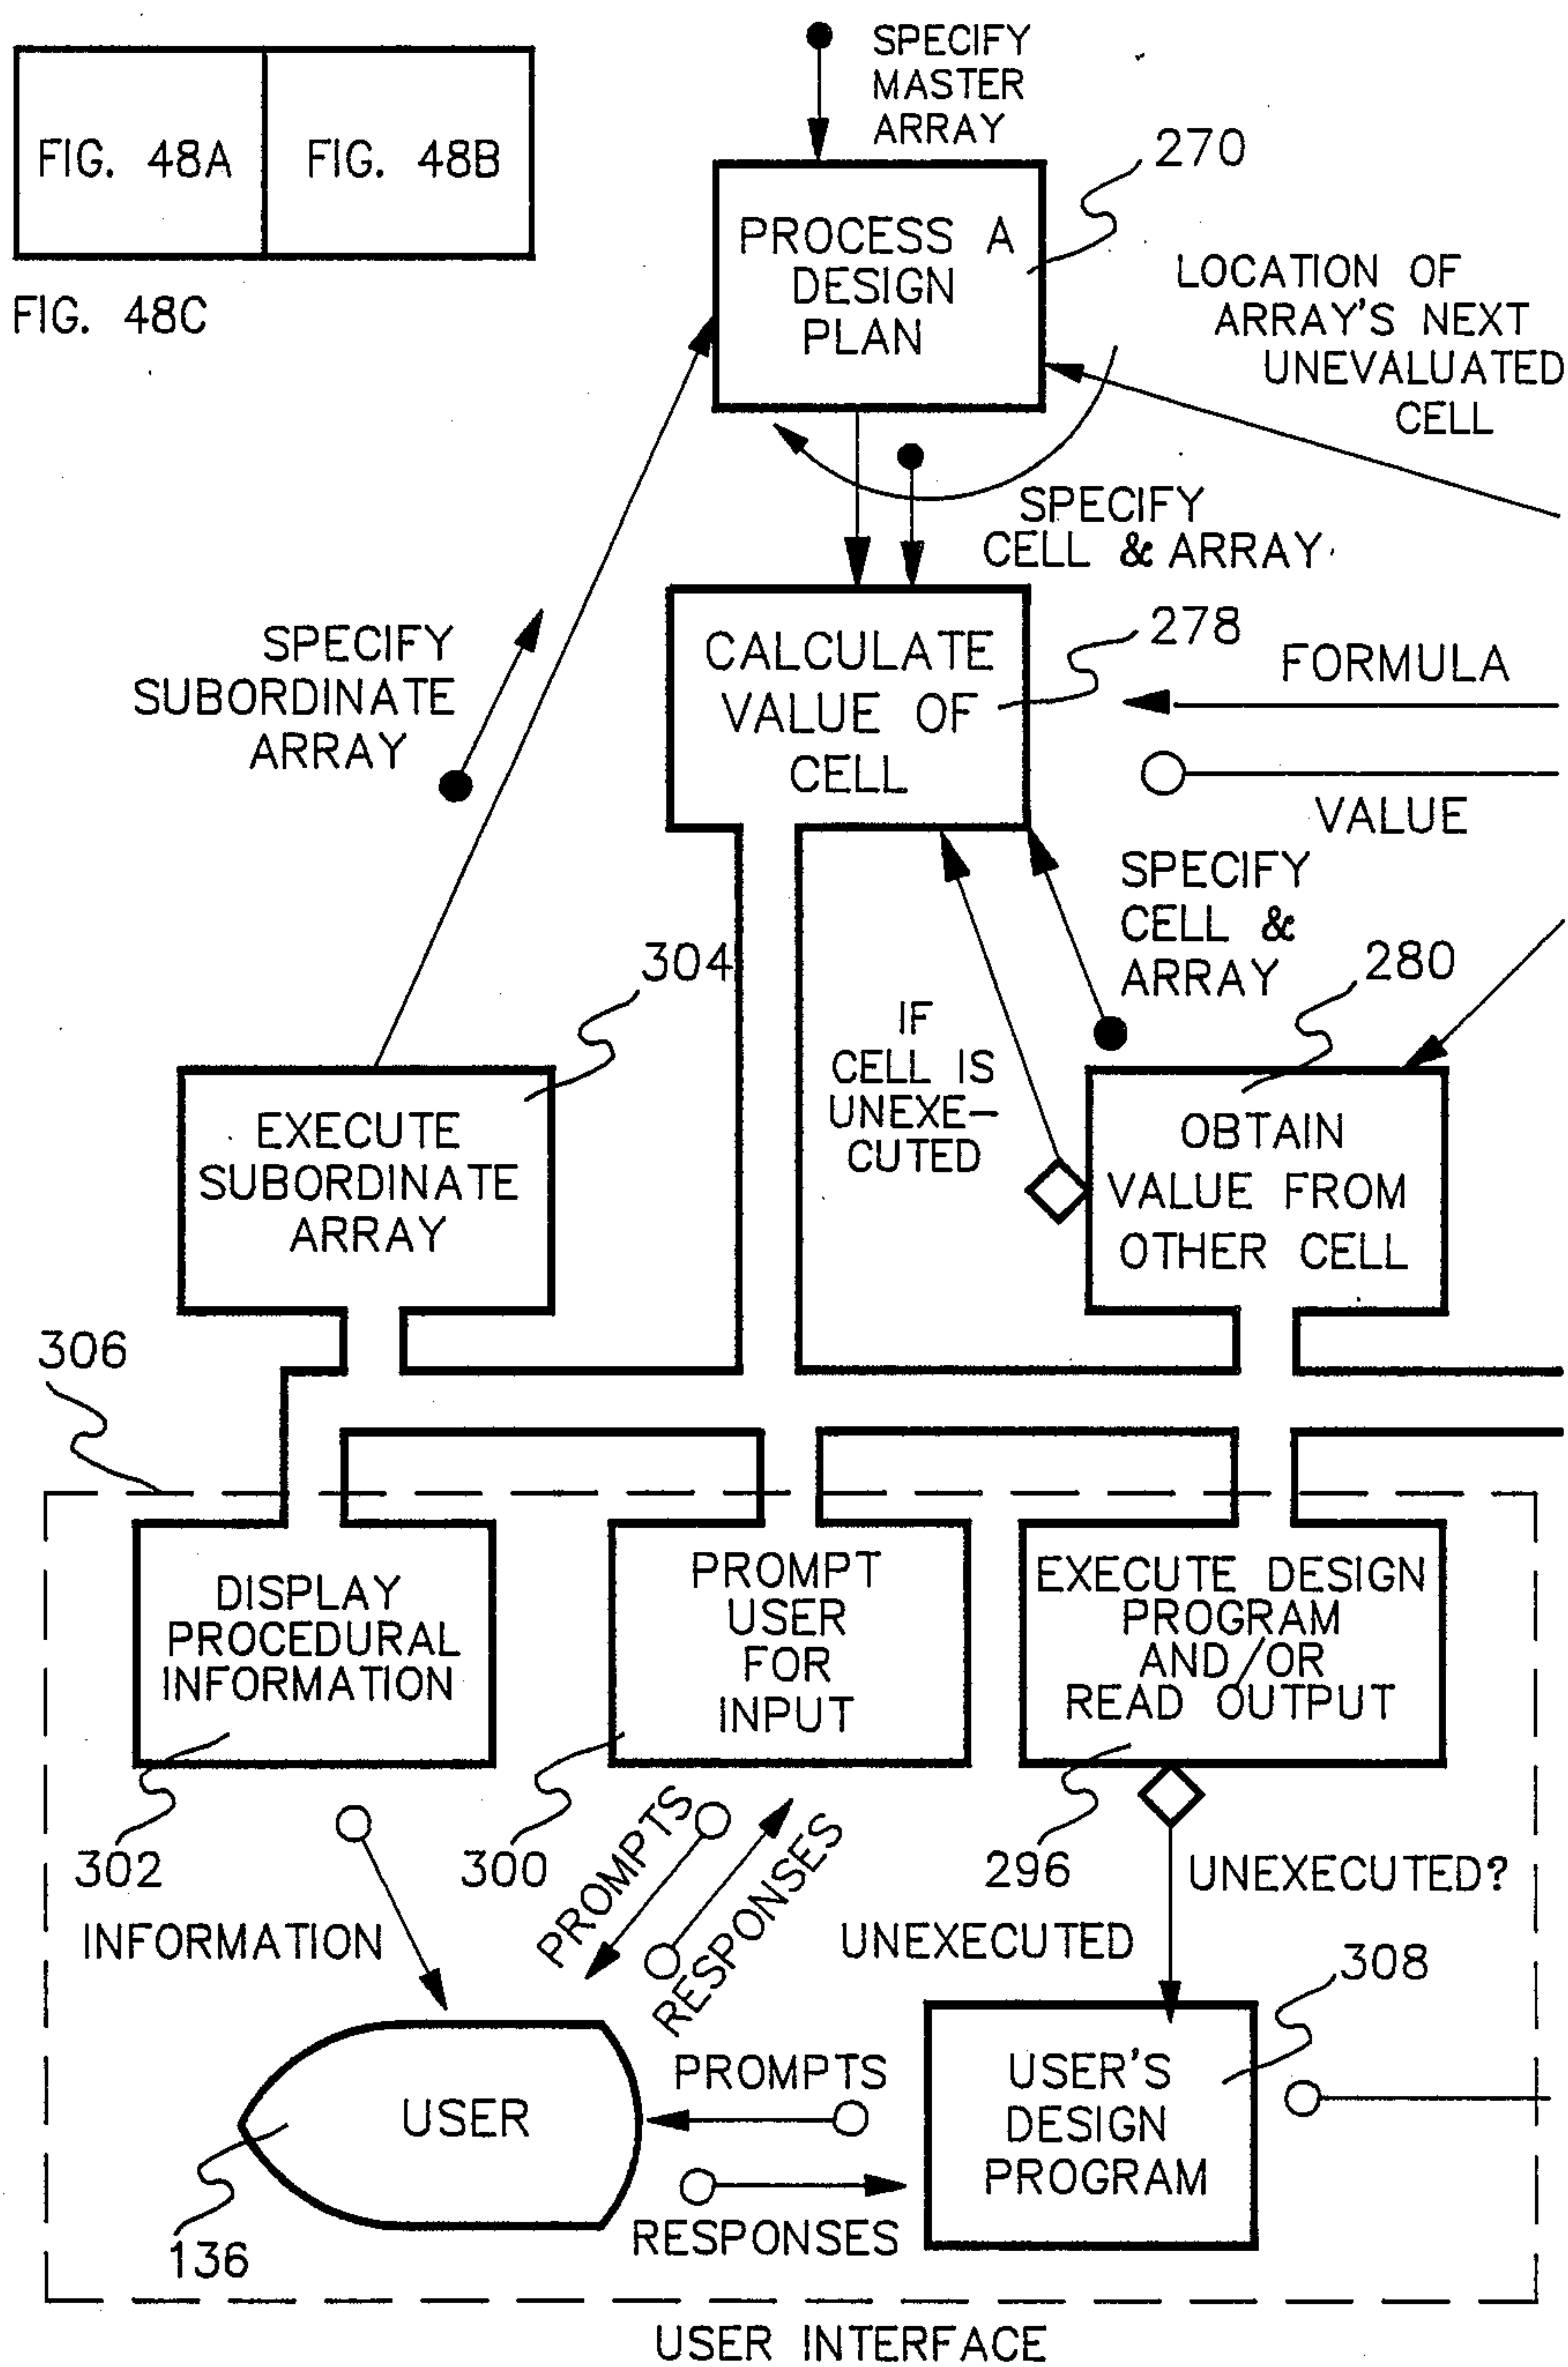 FIG. 48A
FIG. 48B
FIG. 48C
SPECIFY
MASTER
ARRAY
270
PROCESS A
DESIGN
PLAN
LOCATION OF
ARRAY'S NEXT
UNEVALUATED
CELL
SPECIFY
CELL & ARRAY
SPECIFY
SUBORDINATE
ARRAY
CALCULATE
VALUE OF
CELL
278
FORMULA
VALUE
SPECIFY
CELL &
ARRAY
304
280
IF
CELL IS
UNEXE-
CUTED
EXECUTE
SUBORDINATE
ARRAY
OBTAIN
VALUE FROM
OTHER CELL
306
DISPLAY
PROCEDURAL
INFORMATION
PROMPT
USER
FOR
INPUT
EXECUTE DESIGN
PROGRAM
AND/OR
READ OUTPUT
302
300
296
INFORMATION
PROMPTS
RESPONSES
UNEXECUTED?
UNEXECUTED
308
USER
PROMPTS
RESPONSES
USER'S
DESIGN
PROGRAM
136
USER INTERFACE